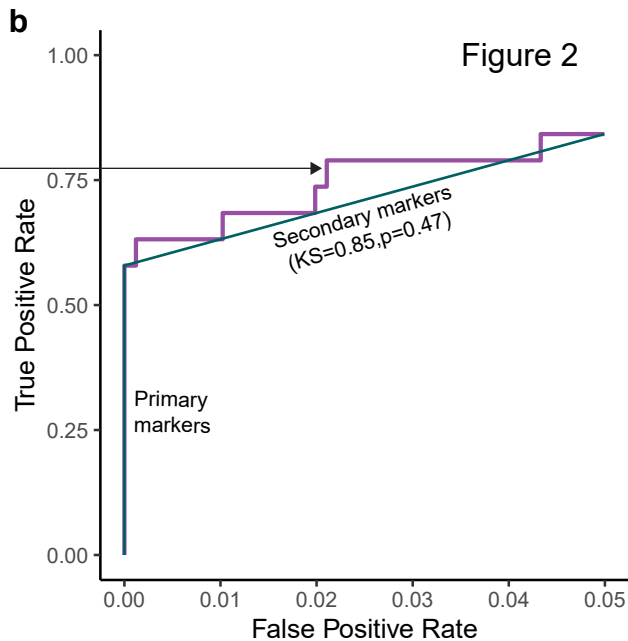 b
Figure 2
1.00
0.75
0.50
0.25
0.00
True Positive Rate
Secondary markers
(KS=0.85,p=0.47)
Primary
markers
0.00 0.01 0.02 0.03 0.04 0.05
False Positive Rate